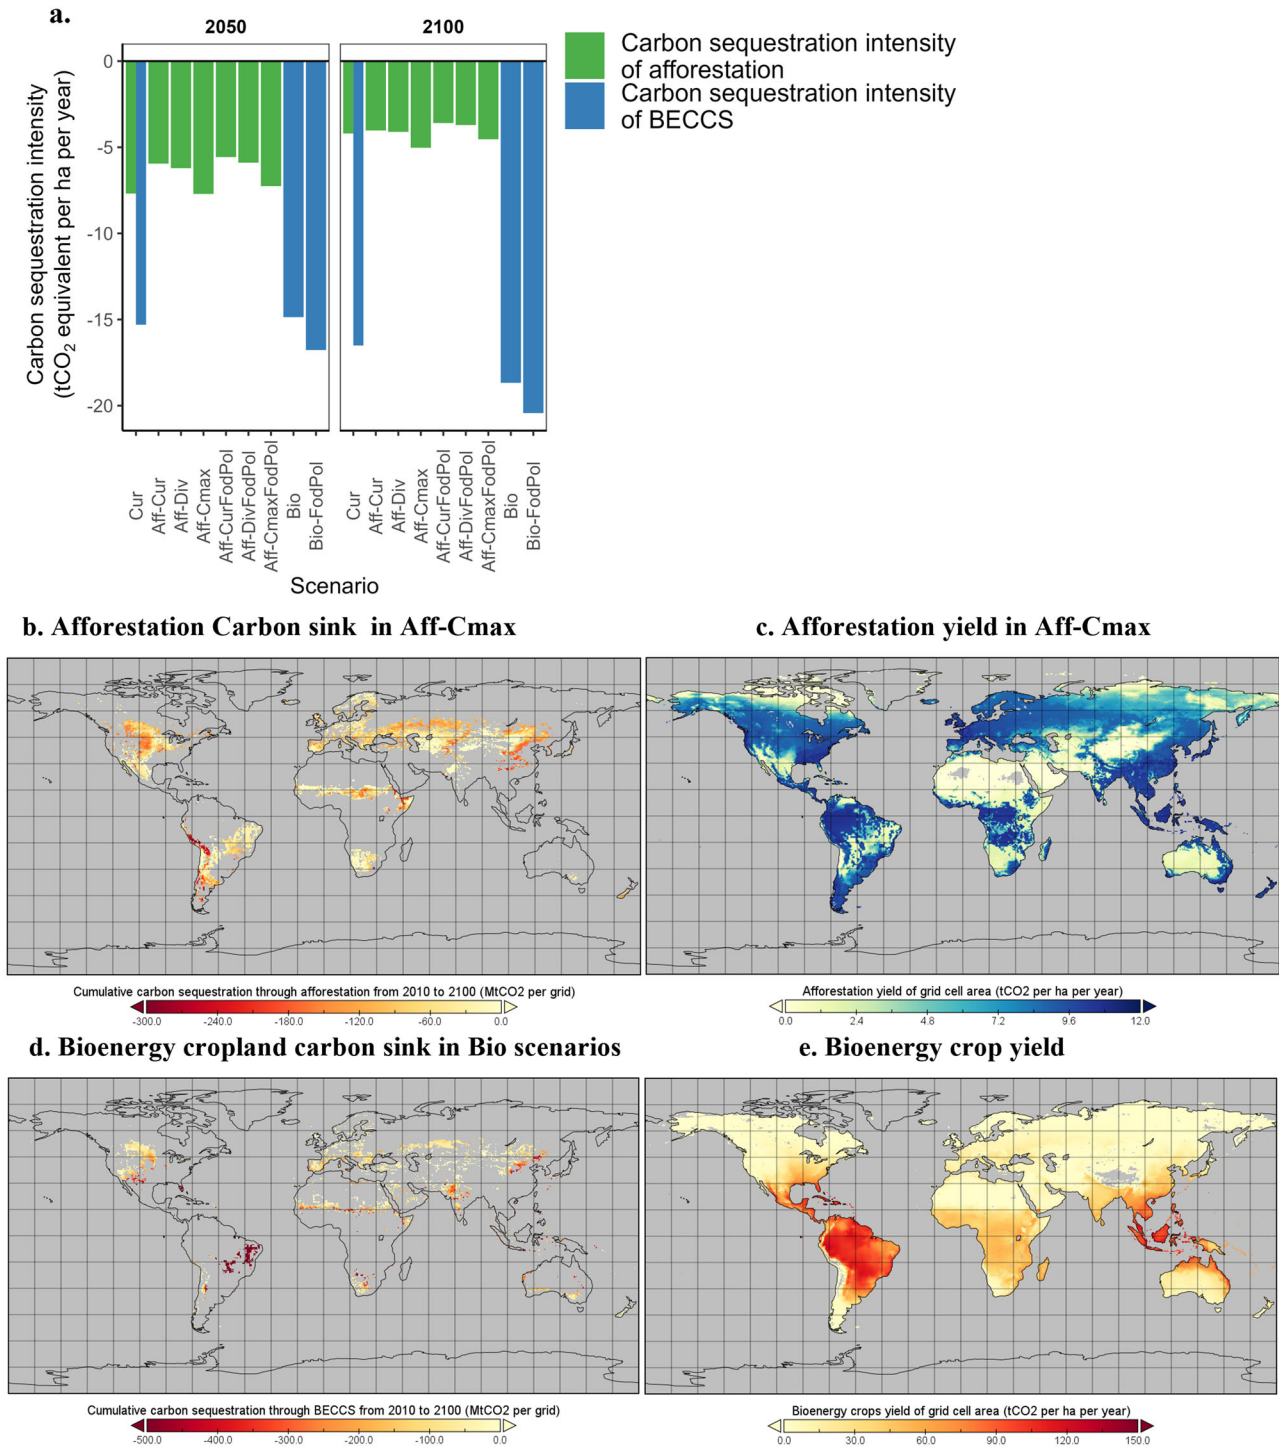 a.
2050
2100
Carbon sequestration intensity
of afforestation
Carbon sequestration intensity
of BECCS
Carbon sequestration intensity
(tCO₂ equivalent per ha per year)
0
-5
-10
-15
-20
Cur
Aff-Cur
Aff-Div
Aff-Cmax
Aff-CurFodPol
Aff-DivFodPol
Aff-CmaxFodPol
Bio
Bio-FodPol
Cur
Aff-Cur
Aff-Div
Aff-Cmax
Aff-CurFodPol
Aff-DivFodPol
Aff-CmaxFodPol
Bio
Bio-FodPol
Scenario
b. Afforestation Carbon sink in Aff-Cmax
c. Afforestation yield in Aff-Cmax
Cumulative carbon sequestration through afforestation from 2010 to 2100 (MtCO2 per grid)
-300.0 -240.0 -180.0 -120.0 -60.0 0.0
Afforestation yield of grid cell area (tCO2 per ha per year)
0.0 2.4 4.8 7.2 9.6 12.0
d. Bioenergy cropland carbon sink in Bio scenarios
e. Bioenergy crop yield
Cumulative carbon sequestration through BECCS from 2010 to 2100 (MtCO2 per grid)
-500.0 -400.0 -300.0 -200.0 -100.0 0.0
Bioenergy crops yield of grid cell area (tCO2 per ha per year)
0.0 30.0 60.0 90.0 120.0 150.0